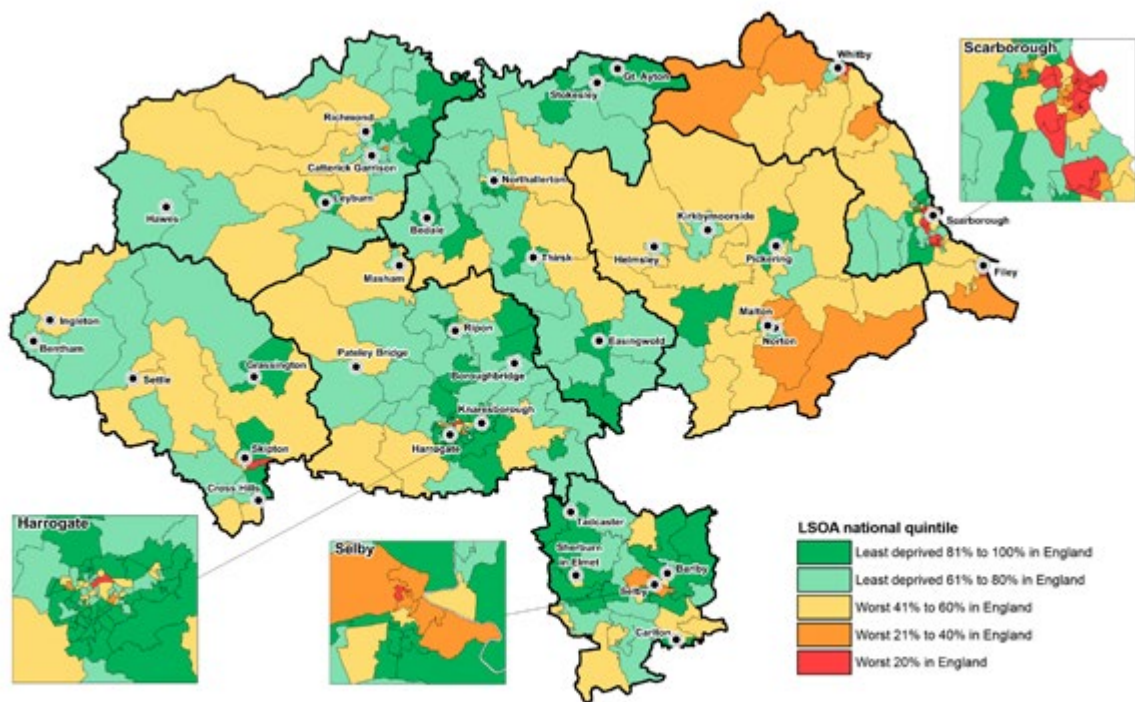 Scarborough
Whitby
Gt. Ayton
Stokesley
Richmond
Catterick Garrison
Northallerton
Leyburn
Hawes
Bedale
Kirkbymoorside
Scarborough
Helmsley
Pickering
Thirsk
Masham
Filey
Ingleton
Malton
Norton
Ripon
Bentham
Easingwold
Pateley Bridge
Settle
Grassington
Boroughbridge
Knaresborough
Harrogate
Skipton
Cross Hills
Harrogate
Selby
Tadcaster
Sherburn
in Elmet
Barlby
Selby
Carlton
LSOA national quintile
Least deprived 81% to 100% in England
Least deprived 61% to 80% in England
Worst 41% to 60% in England
Worst 21% to 40% in England
Worst 20% in England